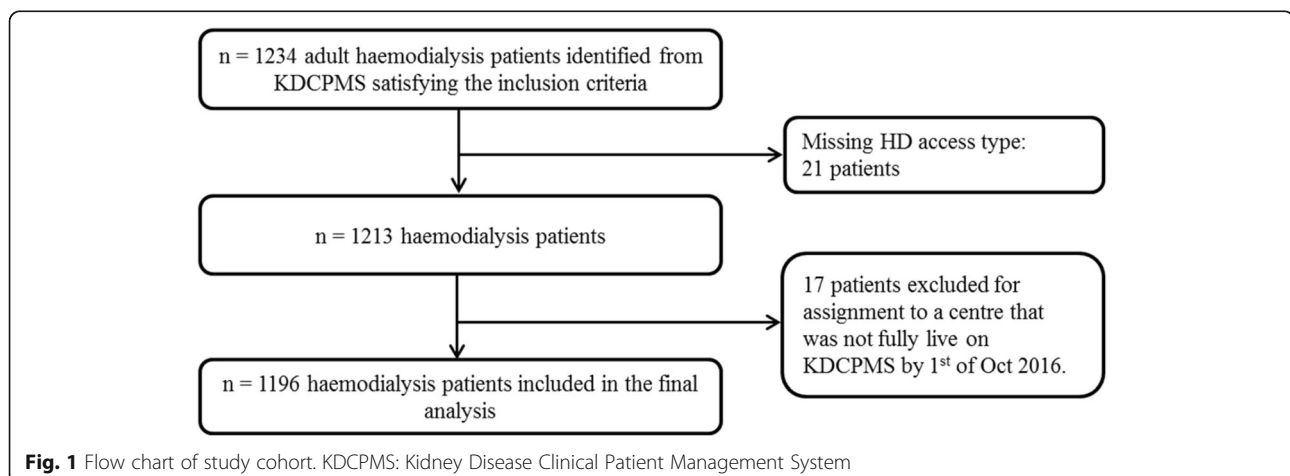 n = 1234 adult haemodialysis patients identified from
KDCPMS satisfying the inclusion criteria
Missing HD access type:
21 patients
n = 1213 haemodialysis patients
17 patients excluded for
assignment to a centre that
was not fully live on
KDCPMS by 1st of Oct 2016.
n = 1196 haemodialysis patients included in the final
analysis
Fig. 1 Flow chart of study cohort. KDCPMS: Kidney Disease Clinical Patient Management System